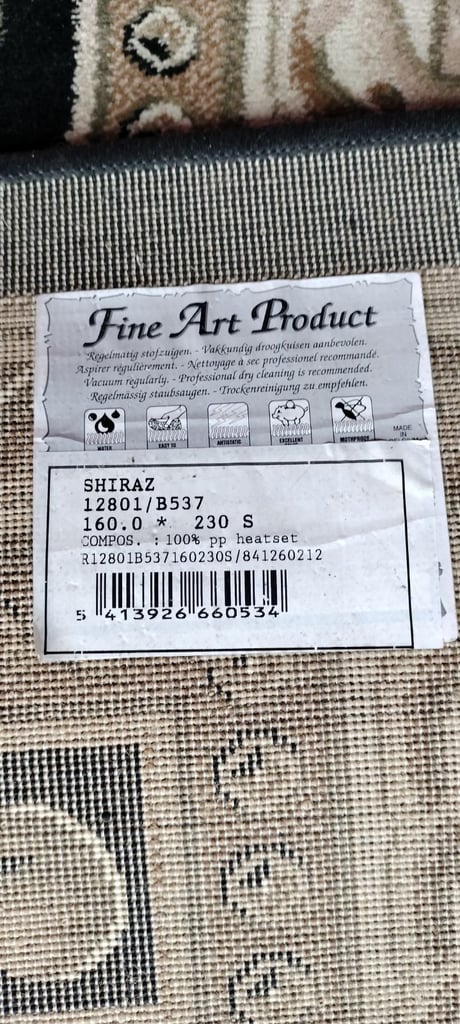 Fine Art Product
Regelmatig stofzuigen. - Vakkundig droogkuisen aanbevolen.
Aspirer régulièrement. - Nettoyage à sec professionel recommandé.
Vacuum regularly. - Professional dry cleaning is recommended.
Regelmässig staubsaugen. - Trockenreinigung zu empfehlen.
WATER EASY TO ANTISTATIC EXCELLENT MOTHPROOF
MADE
IN
SHIRAZ
12801/B537
160.0 * 230 S
COMPOS. : 100% pp heatset
R12801B537160230S/841260212
5 413926 660534